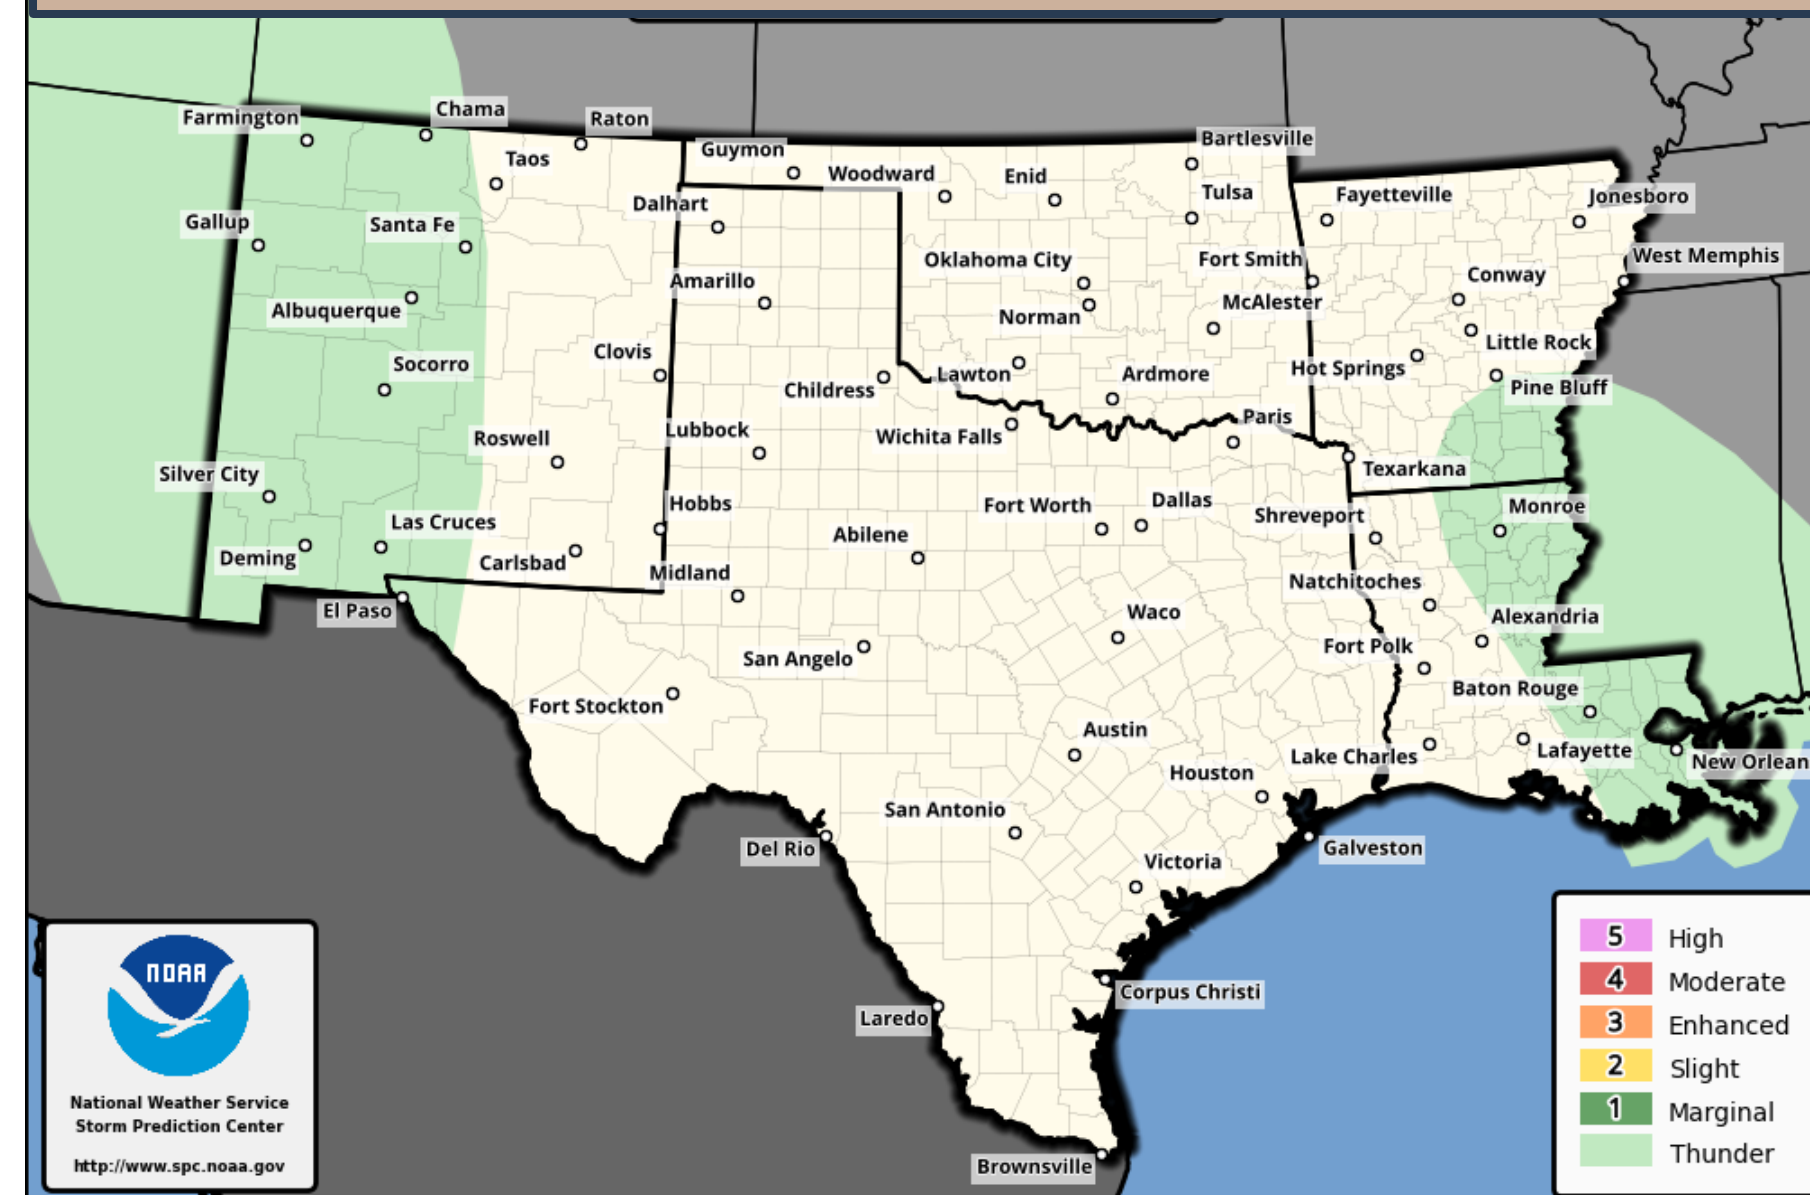 Farmington
Chama
Raton
Taos
Guymon
Woodward
Enid
Bartlesville
Tulsa
Fayetteville
Jonesboro
Dalhart
Gallup
Santa Fe
Oklahoma City
Fort Smith
West Memphis
Amarillo
Conway
Albuquerque
Norman
McAlester
Little Rock
Clovis
Socorro
Childress
Lawton
Ardmore
Hot Springs
Pine Bluff
Roswell
Lubbock
Wichita Falls
Paris
Texarkana
Silver City
Hobbs
Fort Worth
Dallas
Shreveport
Monroe
Las Cruces
Abilene
Deming
Carlsbad
Midland
Natchitoches
El Paso
Waco
Alexandria
San Angelo
Fort Polk
Fort Stockton
Baton Rouge
Austin
Lake Charles
Lafayette
New Orlean
Houston
San Antonio
Del Rio
Galveston
Victoria
Corpus Christi
Laredo
Brownsville
NOAA
National Weather Service
Storm Prediction Center
http://www.spc.noaa.gov
5 High
4 Moderate
3 Enhanced
2 Slight
1 Marginal
Thunder